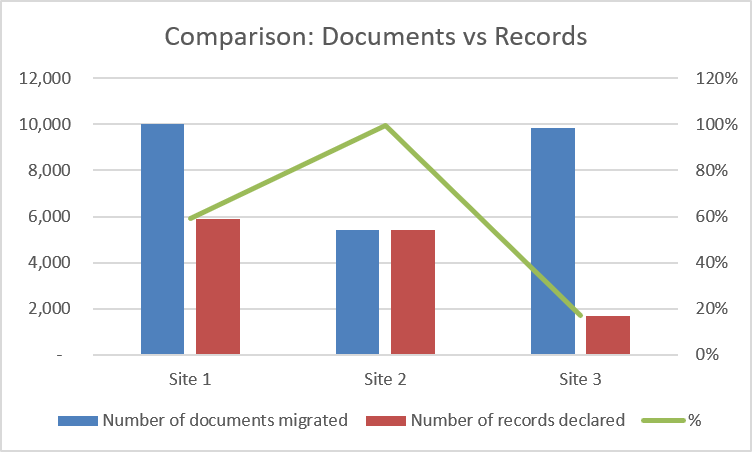 Comparison: Documents vs Records
12,000 120%
10,000 100%
8,000 80%
6,000 60%
4,000 40%
2,000 20%
- 0%
Site 1 Site 2 Site 3
Number of documents migrated Number of records declared %